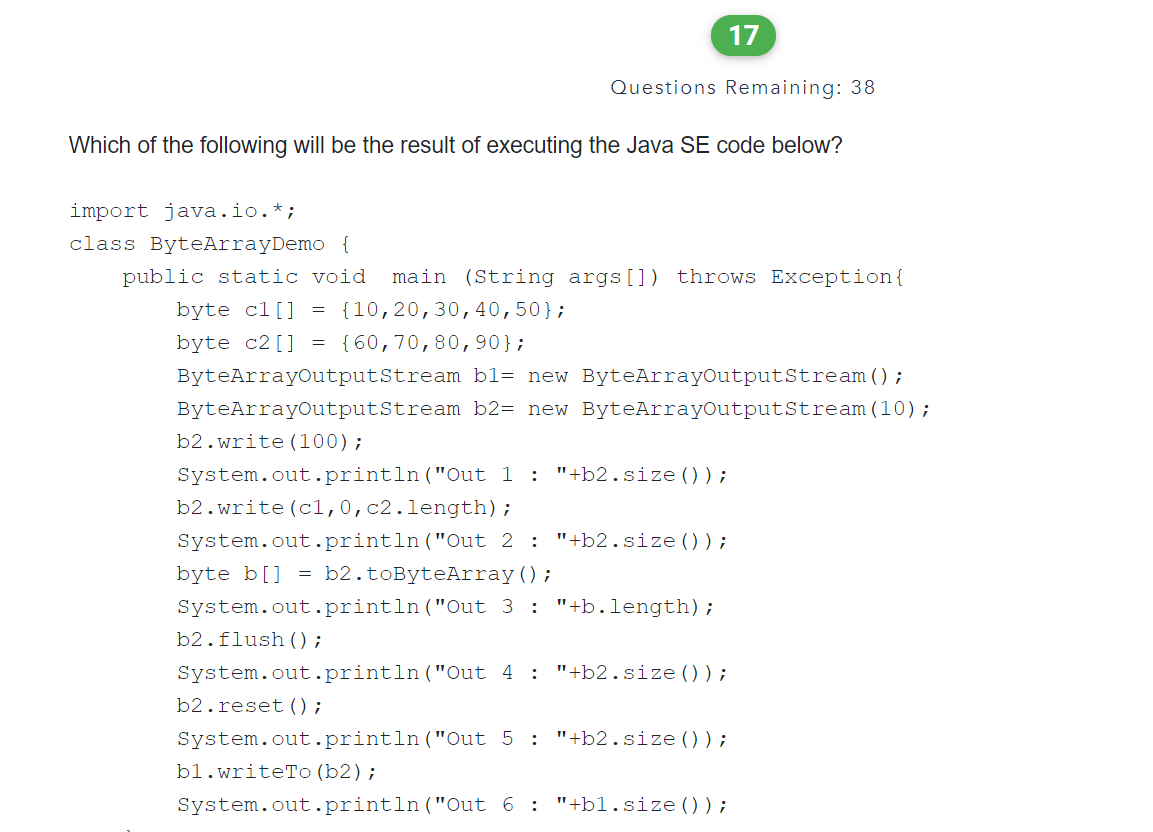 17
Questions Remaining: 38
Which of the following will be the result of executing the Java SE code below?
import java.io.*;
class ByteArrayDemo {
    public static void  main (String args[]) throws Exception{
        byte c1[] = {10,20,30,40,50};
        byte c2[] = {60,70,80,90};
        ByteArrayOutputStream b1= new ByteArrayOutputStream();
        ByteArrayOutputStream b2= new ByteArrayOutputStream(10);
        b2.write(100);
        System.out.println("Out 1 : "+b2.size());
        b2.write(c1,0,c2.length);
        System.out.println("Out 2 : "+b2.size());
        byte b[] = b2.toByteArray();
        System.out.println("Out 3 : "+b.length);
        b2.flush();
        System.out.println("Out 4 : "+b2.size());
        b2.reset();
        System.out.println("Out 5 : "+b2.size());
        b1.writeTo(b2);
        System.out.println("Out 6 : "+b1.size());